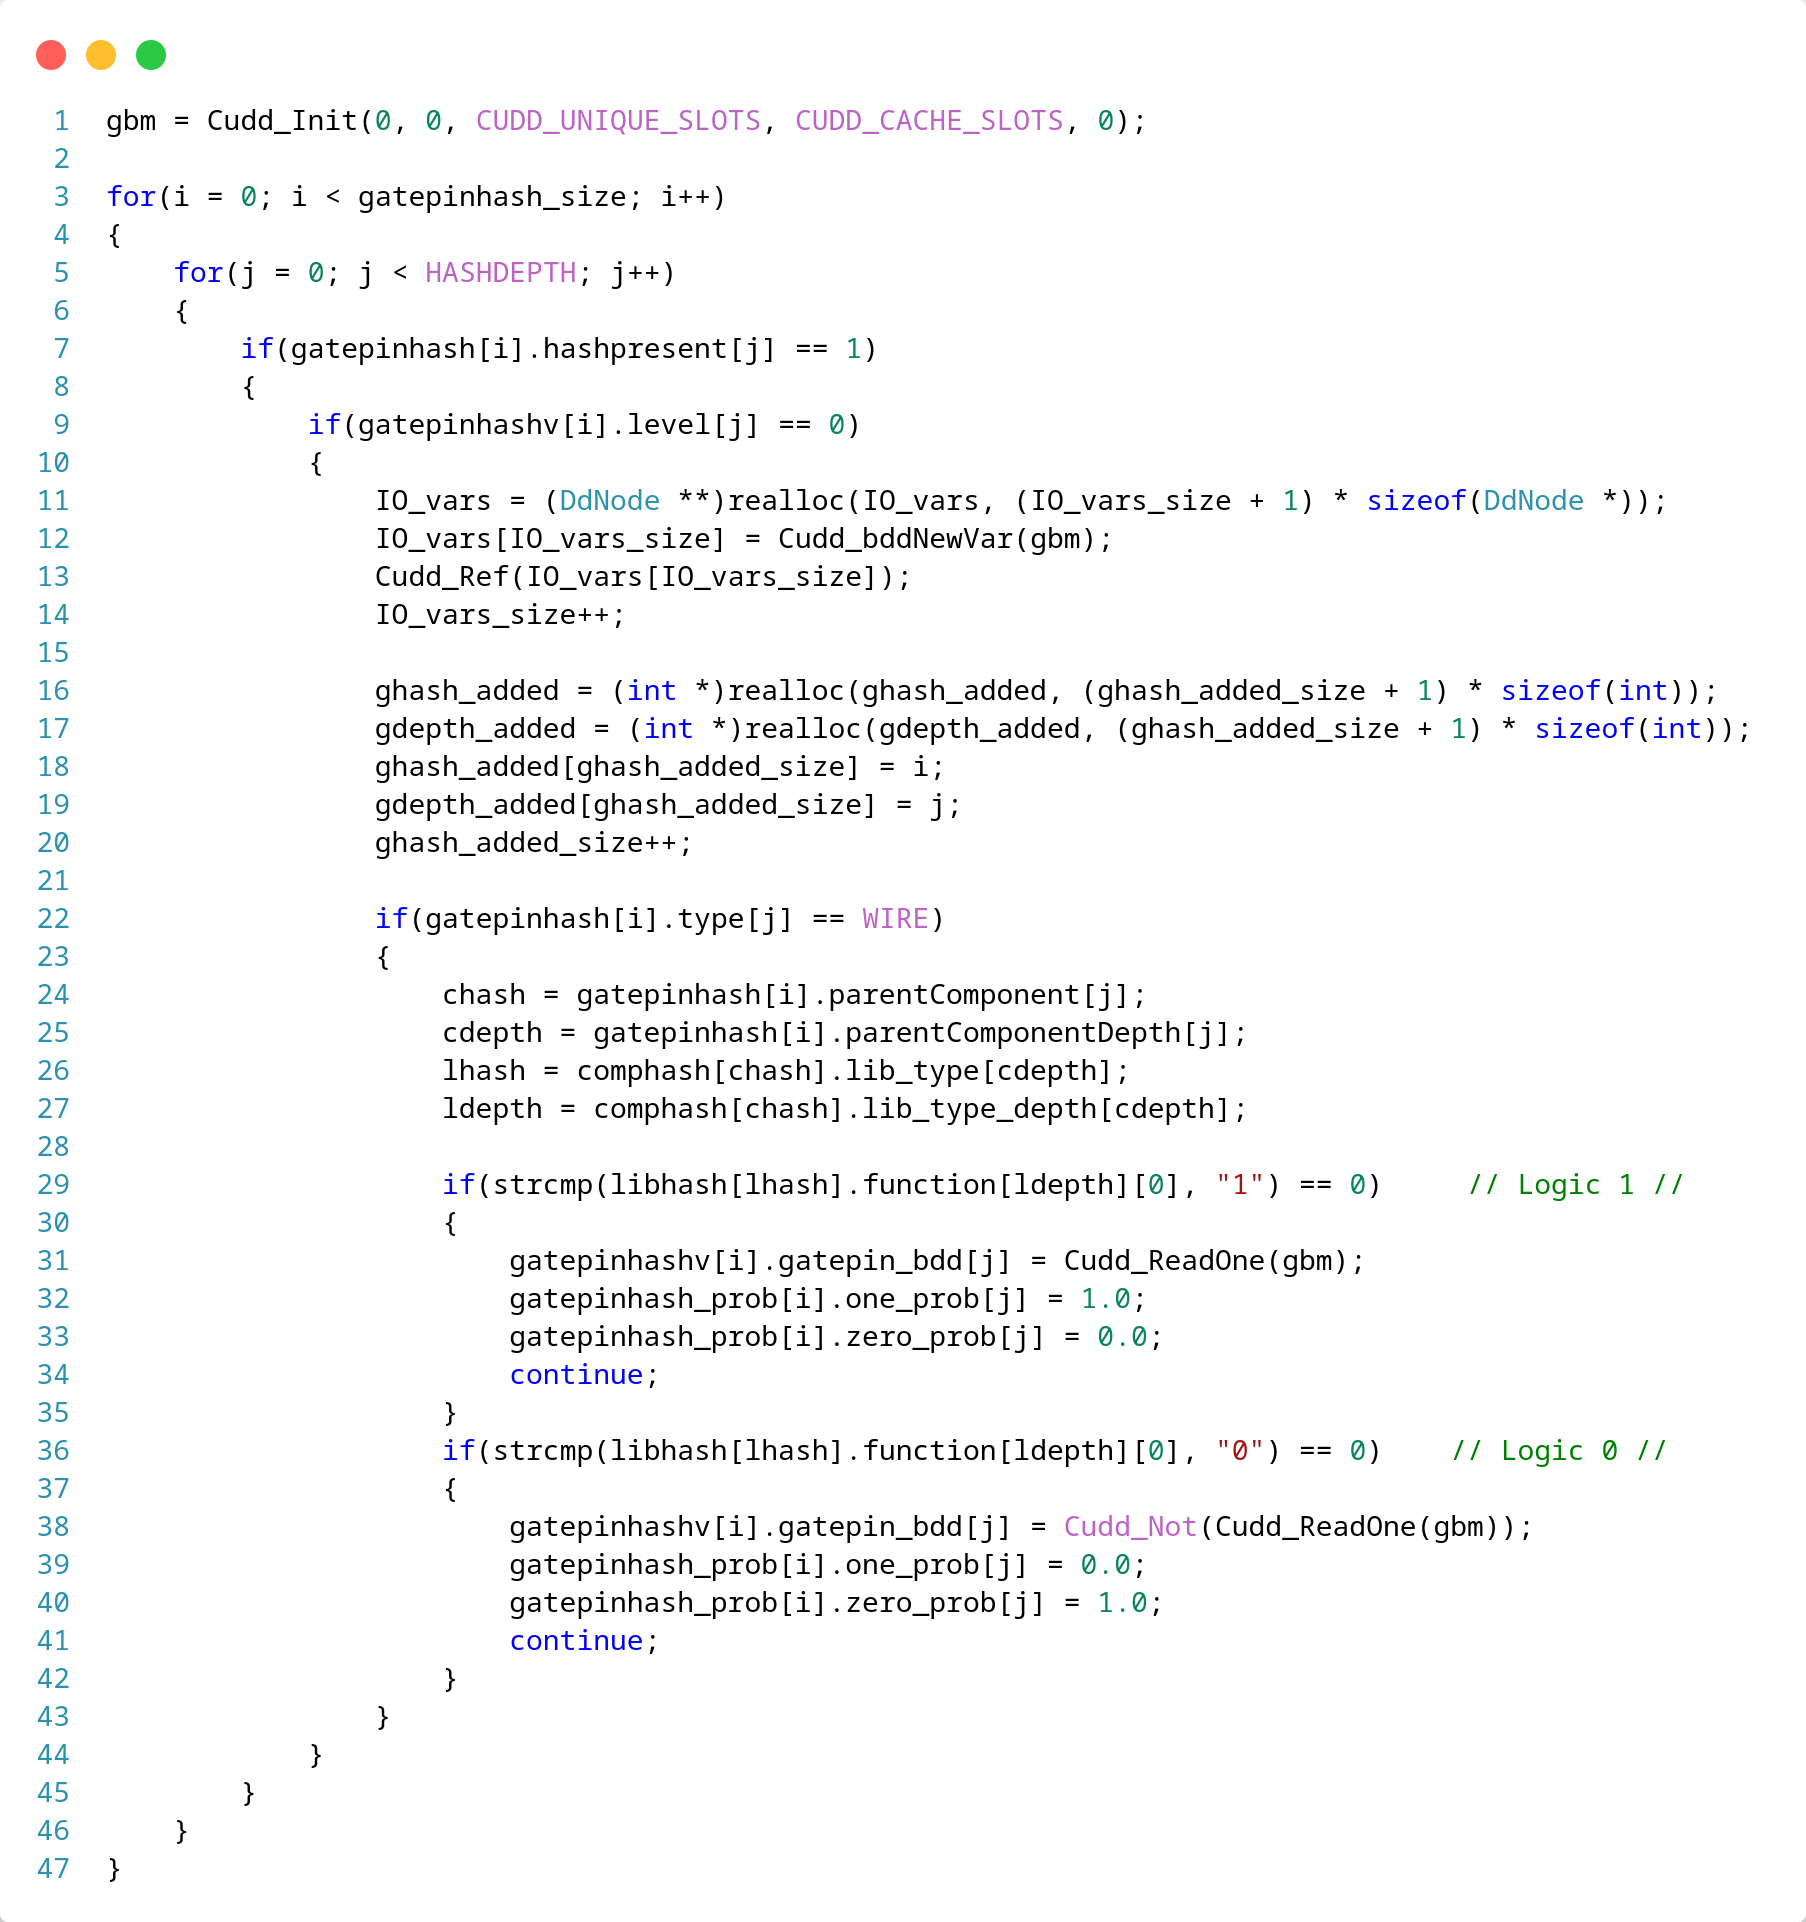 1 gbm = Cudd_Init(0, 0, CUDD_UNIQUE_SLOTS, CUDD_CACHE_SLOTS, 0);
2
3 for(i = 0; i < gatepinhash_size; i++)
4 {
5     for(j = 0; j < HASHDEPTH; j++)
6     {
7         if(gatepinhash[i].hashpresent[j] == 1)
8         {
9             if(gatepinhashv[i].level[j] == 0)
10             {
11                 IO_vars = (DdNode **)realloc(IO_vars, (IO_vars_size + 1) * sizeof(DdNode *));
12                 IO_vars[IO_vars_size] = Cudd_bddNewVar(gbm);
13                 Cudd_Ref(IO_vars[IO_vars_size]);
14                 IO_vars_size++;
15
16                 ghash_added = (int *)realloc(ghash_added, (ghash_added_size + 1) * sizeof(int));
17                 gdepth_added = (int *)realloc(gdepth_added, (ghash_added_size + 1) * sizeof(int));
18                 ghash_added[ghash_added_size] = i;
19                 gdepth_added[ghash_added_size] = j;
20                 ghash_added_size++;
21
22                 if(gatepinhash[i].type[j] == WIRE)
23                 {
24                     chash = gatepinhash[i].parentComponent[j];
25                     cdepth = gatepinhash[i].parentComponentDepth[j];
26                     lhash = comphash[chash].lib_type[cdepth];
27                     ldepth = comphash[chash].lib_type_depth[cdepth];
28
29                     if(strcmp(libhash[lhash].function[ldepth][0], "1") == 0)     // Logic 1 //
30                     {
31                         gatepinhashv[i].gatepin_bdd[j] = Cudd_ReadOne(gbm);
32                         gatepinhash_prob[i].one_prob[j] = 1.0;
33                         gatepinhash_prob[i].zero_prob[j] = 0.0;
34                         continue;
35                     }
36                     if(strcmp(libhash[lhash].function[ldepth][0], "0") == 0)    // Logic 0 //
37                     {
38                         gatepinhashv[i].gatepin_bdd[j] = Cudd_Not(Cudd_ReadOne(gbm));
39                         gatepinhash_prob[i].one_prob[j] = 0.0;
40                         gatepinhash_prob[i].zero_prob[j] = 1.0;
41                         continue;
42                     }
43                 }
44             }
45         }
46     }
47 }